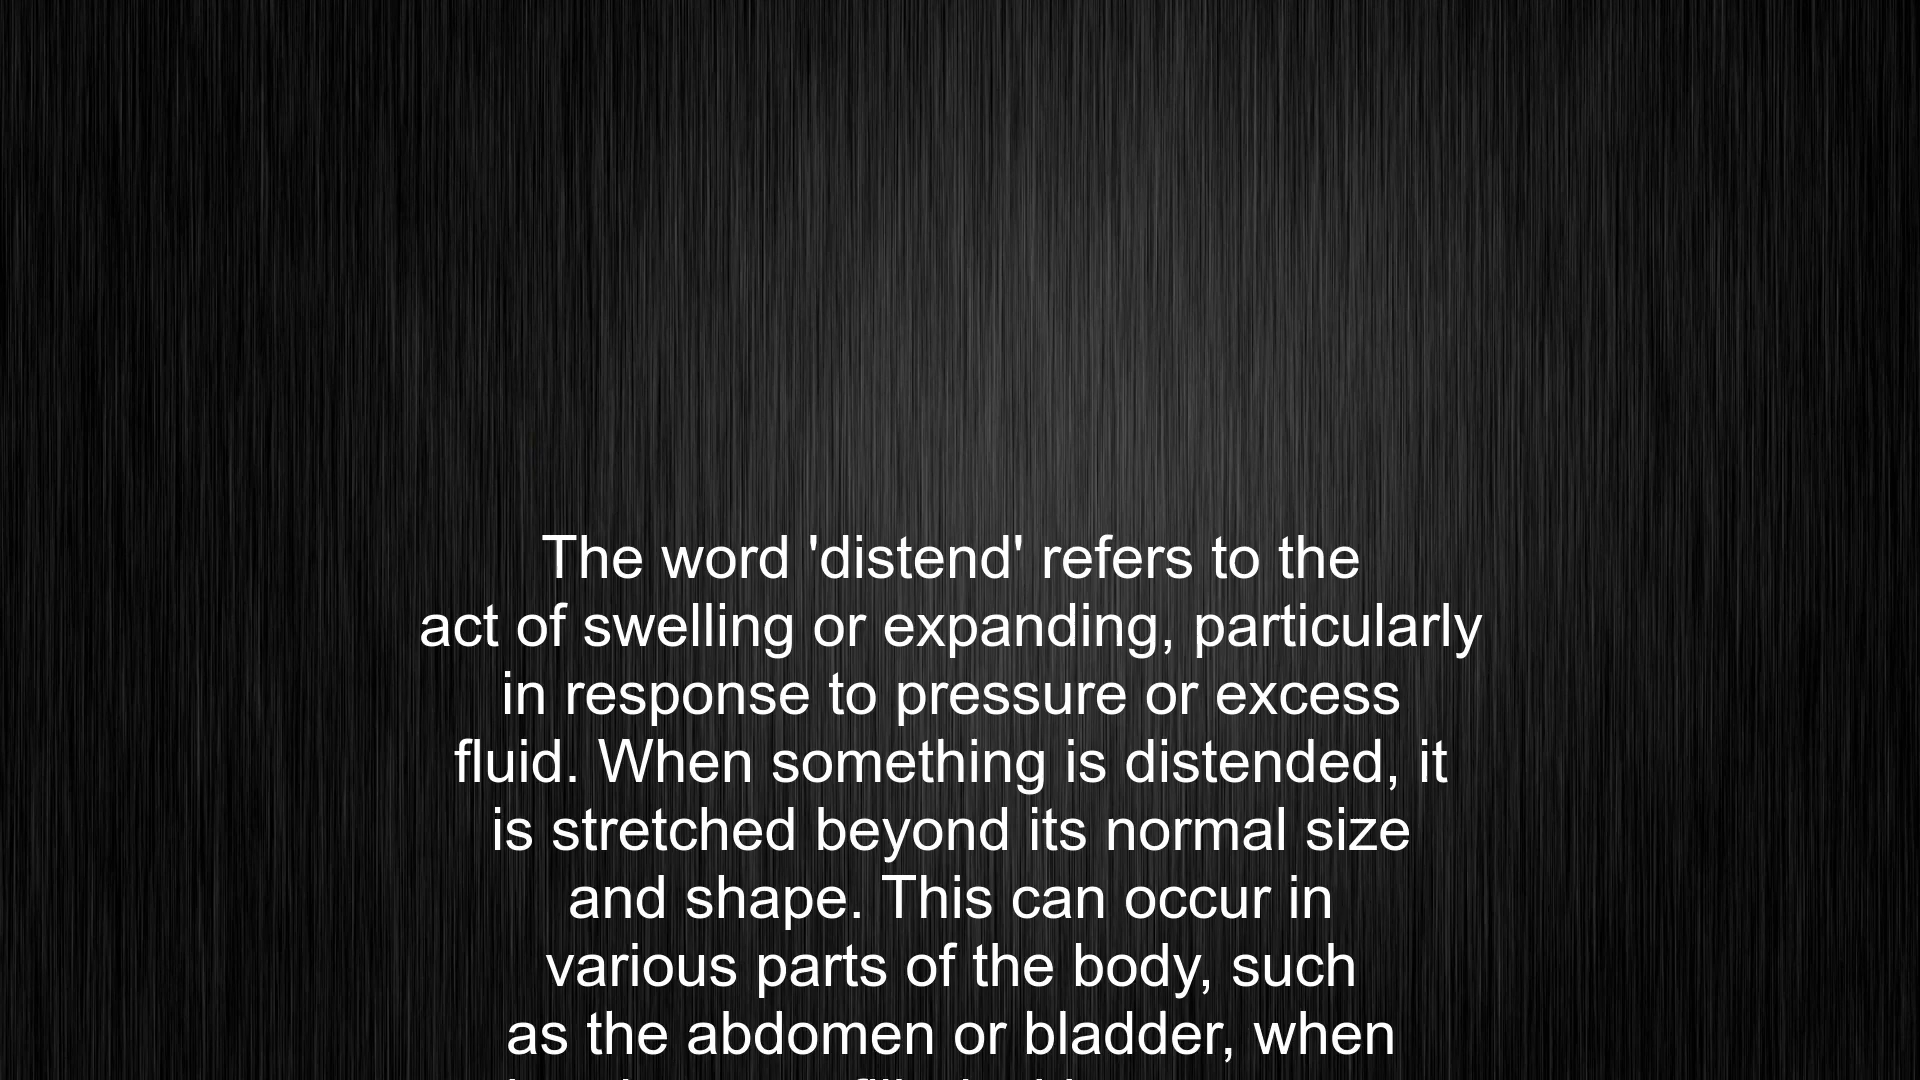 The word 'distend' refers to the
act of swelling or expanding, particularly
in response to pressure or excess
fluid. When something is distended, it
is stretched beyond its normal size
and shape. This can occur in
various parts of the body, such
as the abdomen or bladder, when